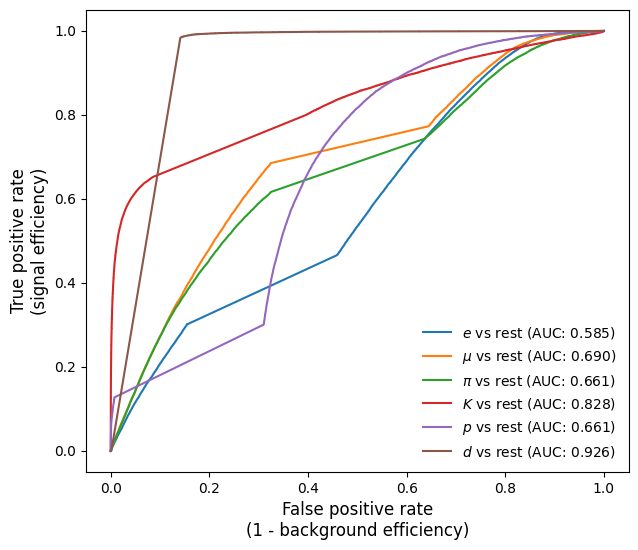 1.0
0.8
0.6
0.4
0.2
0.0
True positive rate
(signal efficiency)
e vs rest (AUC: 0.585)
μ vs rest (AUC: 0.690)
π vs rest (AUC: 0.661)
K vs rest (AUC: 0.828)
p vs rest (AUC: 0.661)
d vs rest (AUC: 0.926)
0.0 0.2 0.4 0.6 0.8 1.0
False positive rate
(1 - background efficiency)